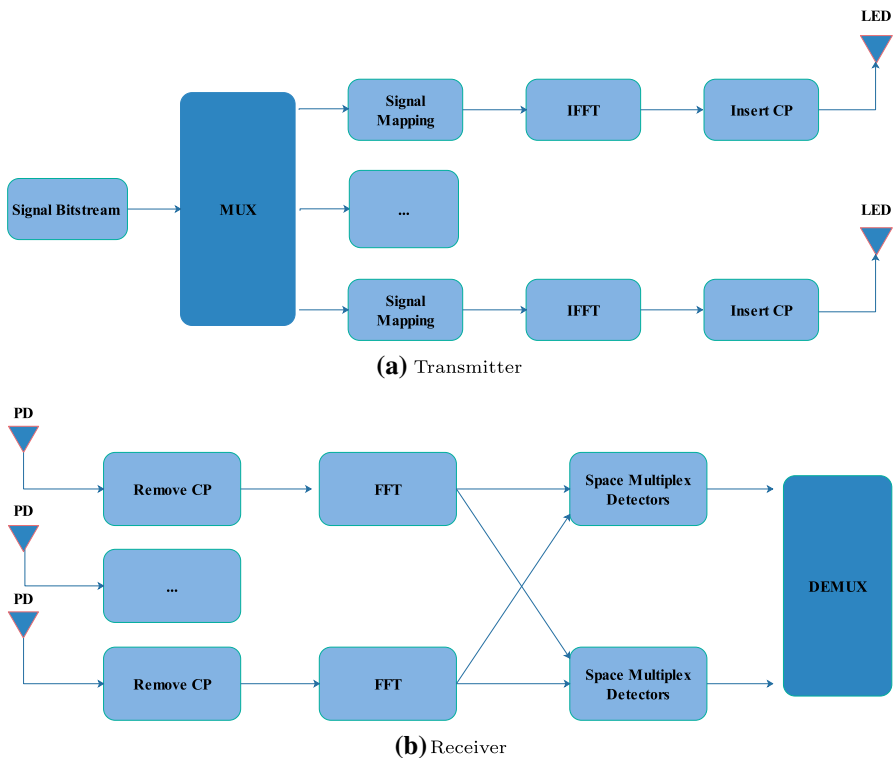 LED
Signal
Mapping
IFFT
Insert CP
Signal Bitstream
MUX
...
LED
Signal
Mapping
IFFT
Insert CP
(a) Transmitter
PD
Remove CP
FFT
Space Multiplex
Detectors
PD
...
DEMUX
PD
Remove CP
FFT
Space Multiplex
Detectors
(b) Receiver